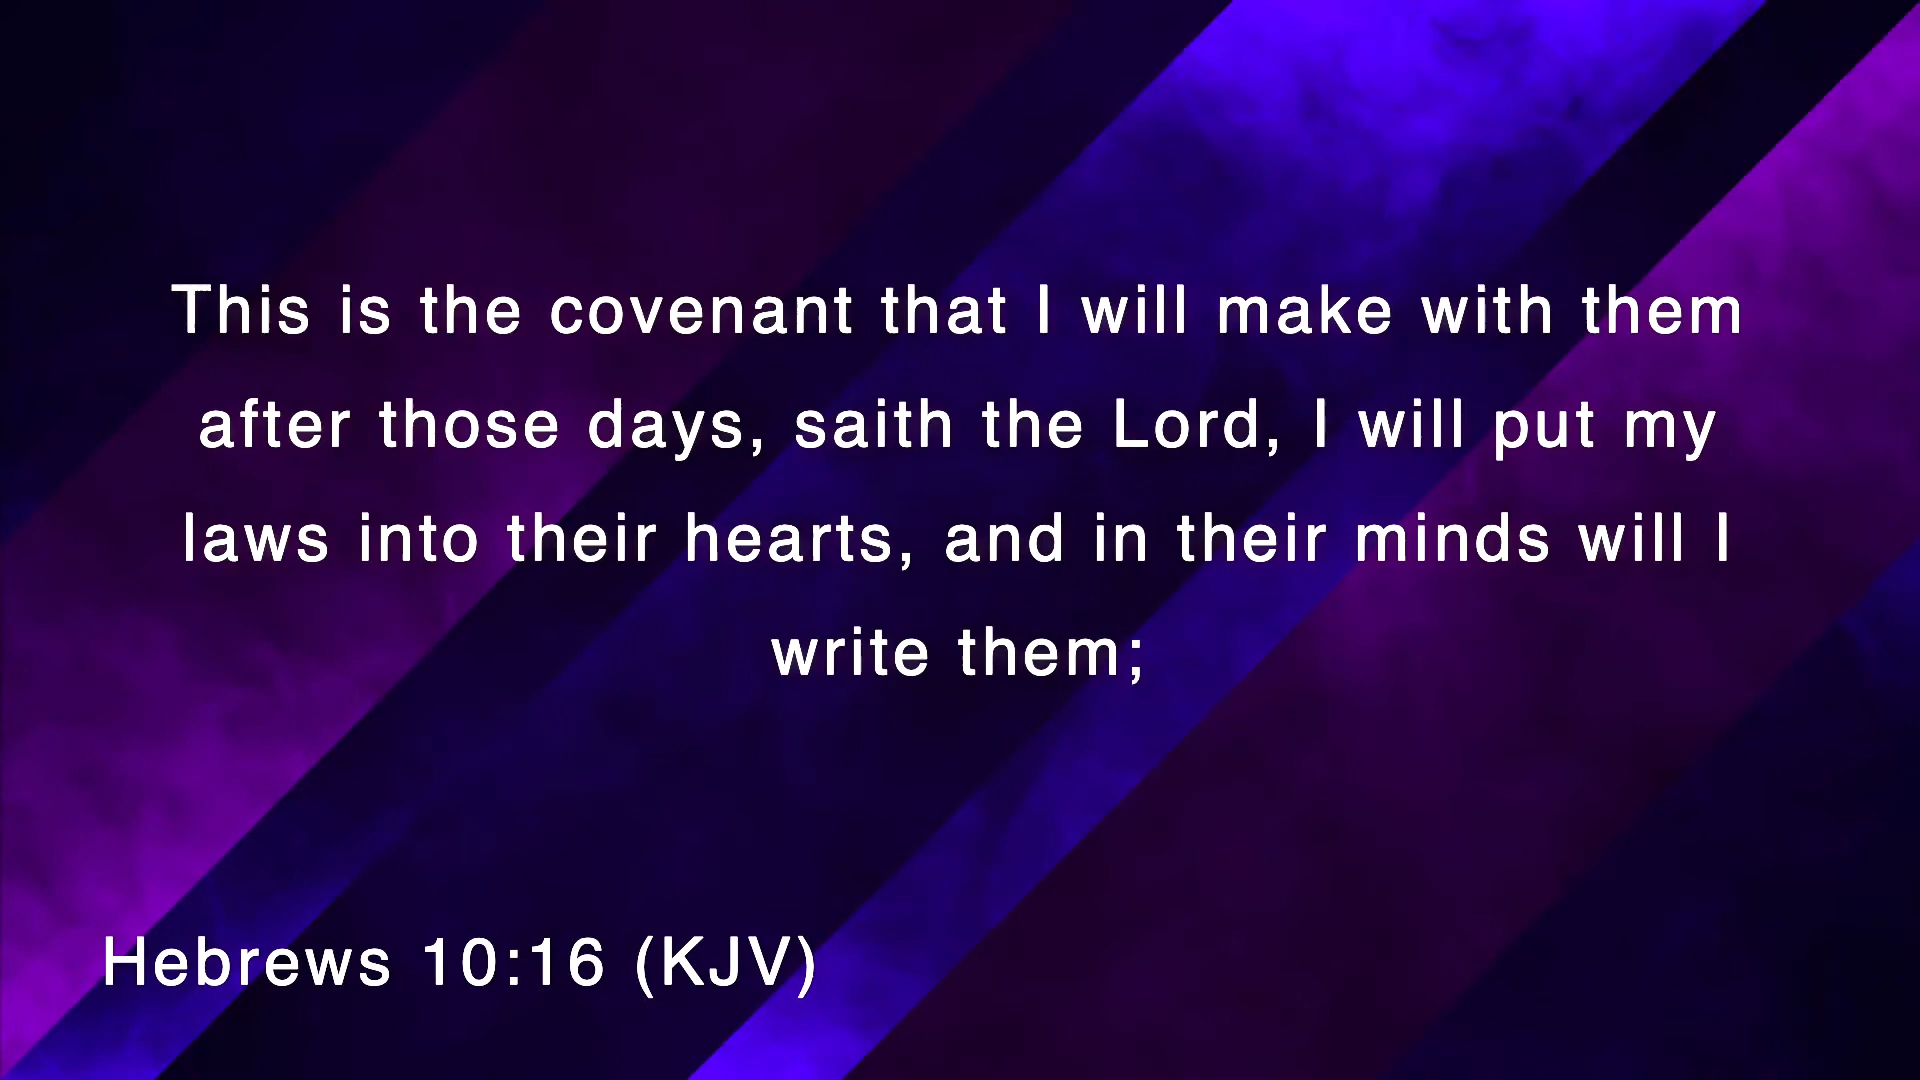 This is the covenant that I will make with them
after those days, saith the Lord, I will put my
laws into their hearts, and in their minds will I
write them;
Hebrews 10:16 (KJV)